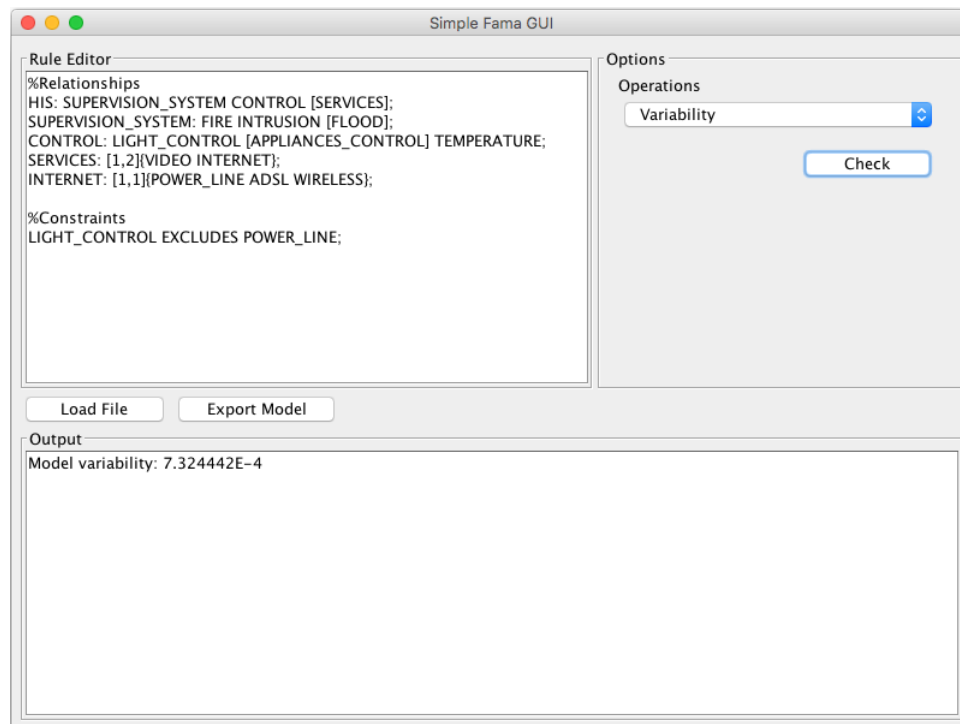 Simple Fama GUI
Rule Editor
%Relationships
HIS: SUPERVISION_SYSTEM CONTROL [SERVICES];
SUPERVISION_SYSTEM: FIRE INTRUSION [FLOOD];
CONTROL: LIGHT_CONTROL [APPLIANCES_CONTROL] TEMPERATURE;
SERVICES: [1,2]{VIDEO INTERNET};
INTERNET: [1,1]{POWER_LINE ADSL WIRELESS};
%Constraints
LIGHT_CONTROL EXCLUDES POWER_LINE;
Options
Operations
Variability
Check
Load File
Export Model
Output
Model variability: 7.324442E-4